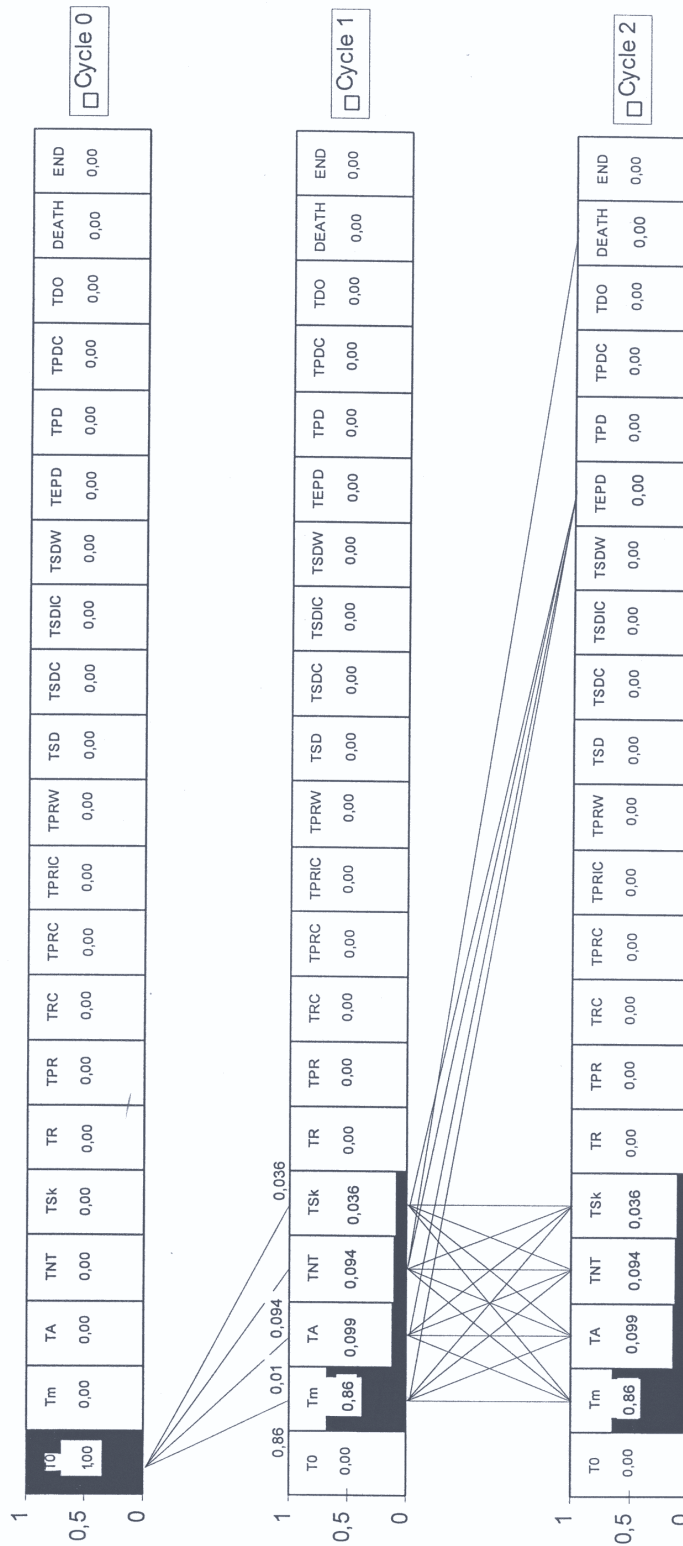 Cycle 0
1
0,5
0
T0 Tm TA TNT TSk TR TPR TRC TPRC TPRIC TPRW TSD TSDC TSDIC TSDW TEPD TPD TPDC TDO DEATH END
1,00 0,00 0,00 0,00 0,00 0,00 0,00 0,00 0,00 0,00 0,00 0,00 0,00 0,00 0,00 0,00 0,00 0,00 0,00 0,00 0,00
0,86 0,01 0,094 0,036
Cycle 1
1
0,5
0
T0 Tm TA TNT TSk TR TPR TRC TPRC TPRIC TPRW TSD TSDC TSDIC TSDW TEPD TPD TPDC TDO DEATH END
0,00 0,86 0,099 0,094 0,036 0,00 0,00 0,00 0,00 0,00 0,00 0,00 0,00 0,00 0,00 0,00 0,00 0,00 0,00 0,00 0,00
Cycle 2
1
0,5
0
T0 Tm TA TNT TSk TR TPR TRC TPRC TPRIC TPRW TSD TSDC TSDIC TSDW TEPD TPD TPDC TDO DEATH END
0,00 0,86 0,099 0,094 0,036 0,00 0,00 0,00 0,00 0,00 0,00 0,00 0,00 0,00 0,00 0,00 0,00 0,00 0,00 0,00 0,00